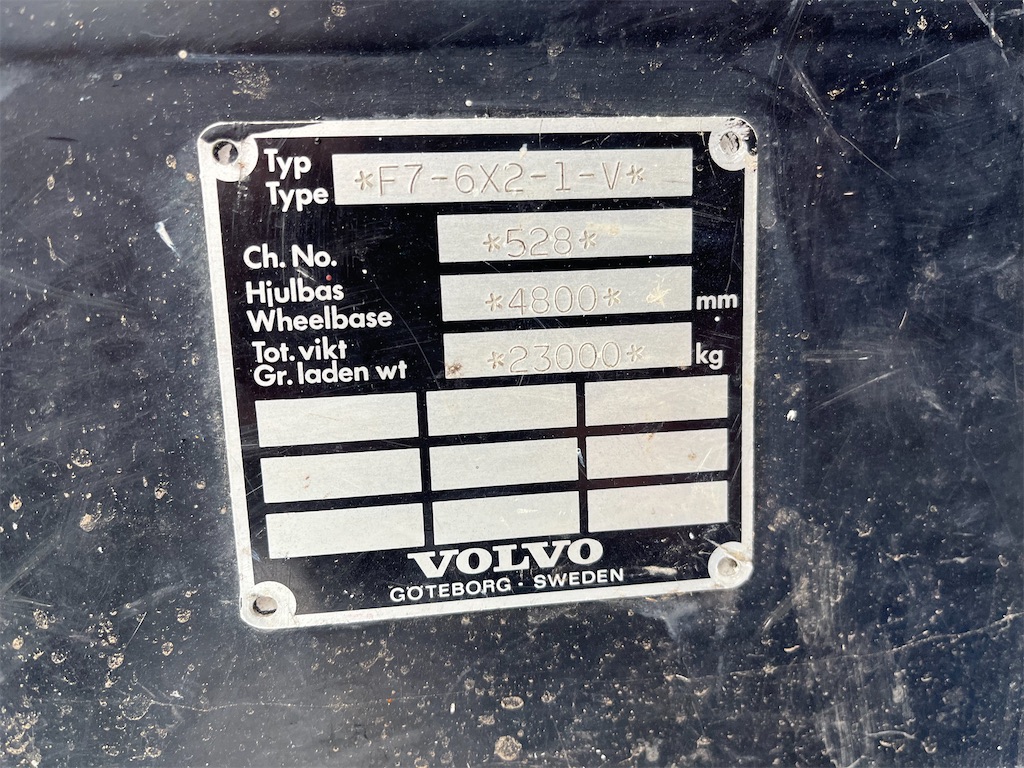 Typ
Type *F7-6X2-1-V*
Ch. No. *528*
Hjulbas
Wheelbase *4800* mm
Tot. vikt
Gr. laden wt *23000* kg
VOLVO
GÖTEBORG · SWEDEN